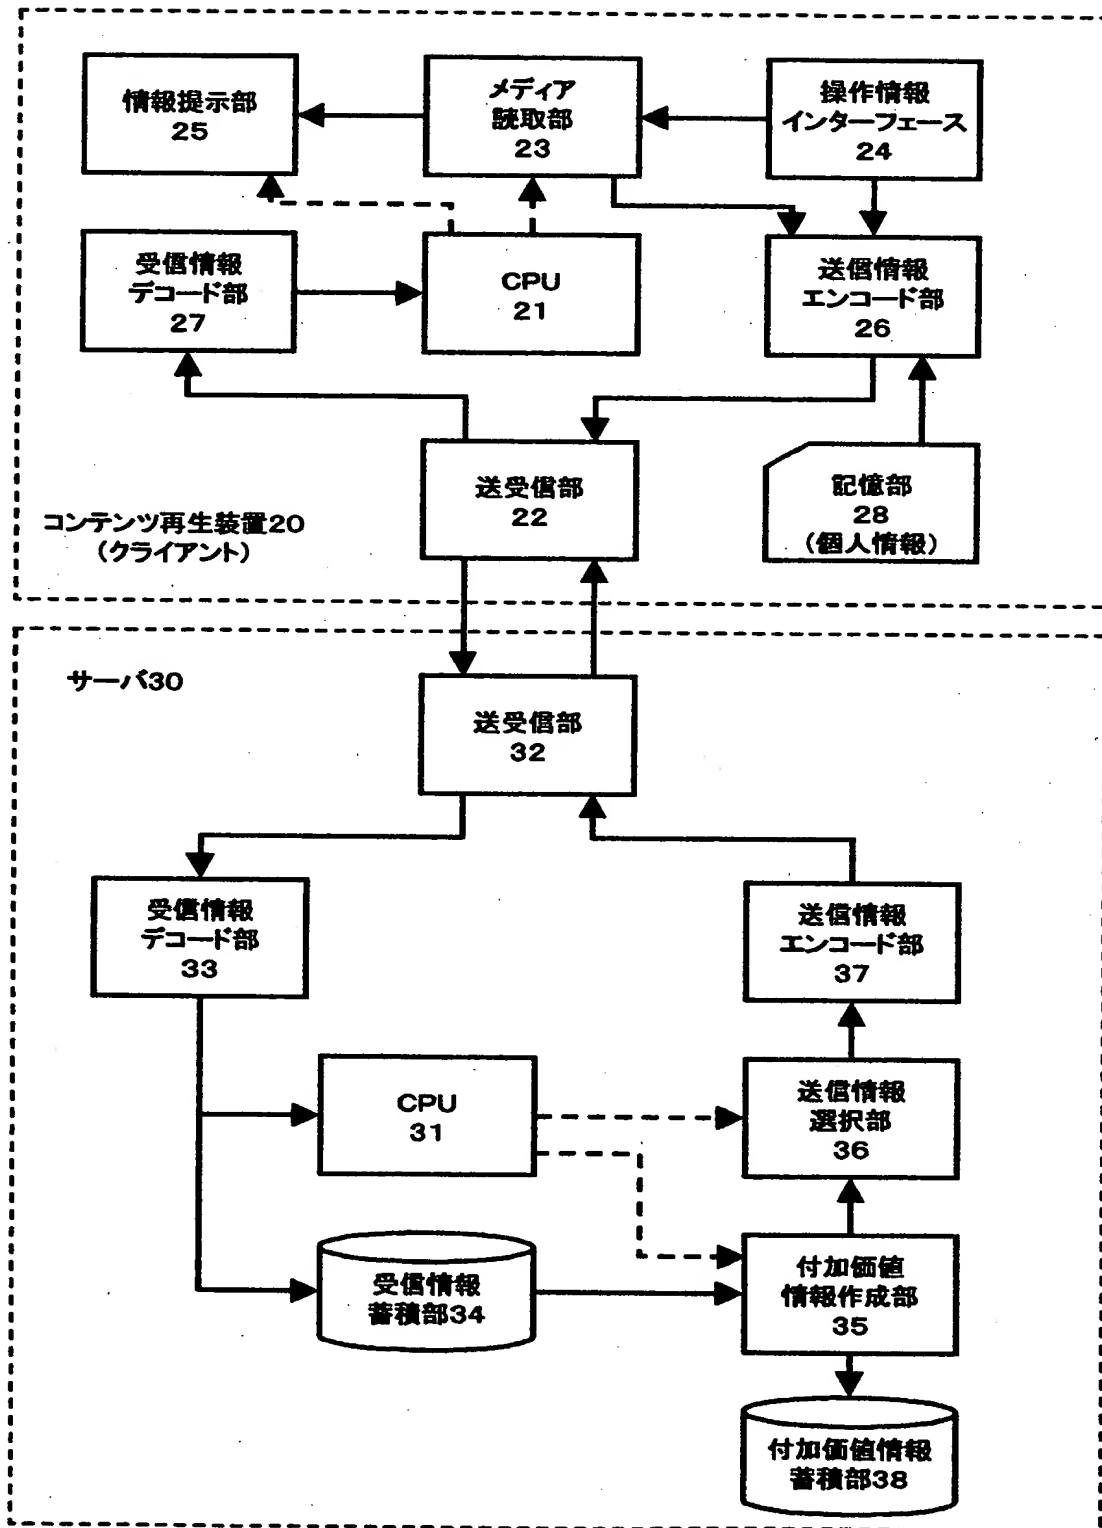 情報提示部
25
メディア
読取部
23
操作情報
インターフェース
24
受信情報
デコード部
27
CPU
21
送信情報
エンコード部
26
送受信部
22
記憶部
28
(個人情報)
コンテンツ再生装置20
(クライアント)
サーバ30
送受信部
32
受信情報
デコード部
33
送信情報
エンコード部
37
CPU
31
送信情報
選択部
36
受信情報
蓄積部34
付加価値
情報作成部
35
付加価値情報
蓄積部38